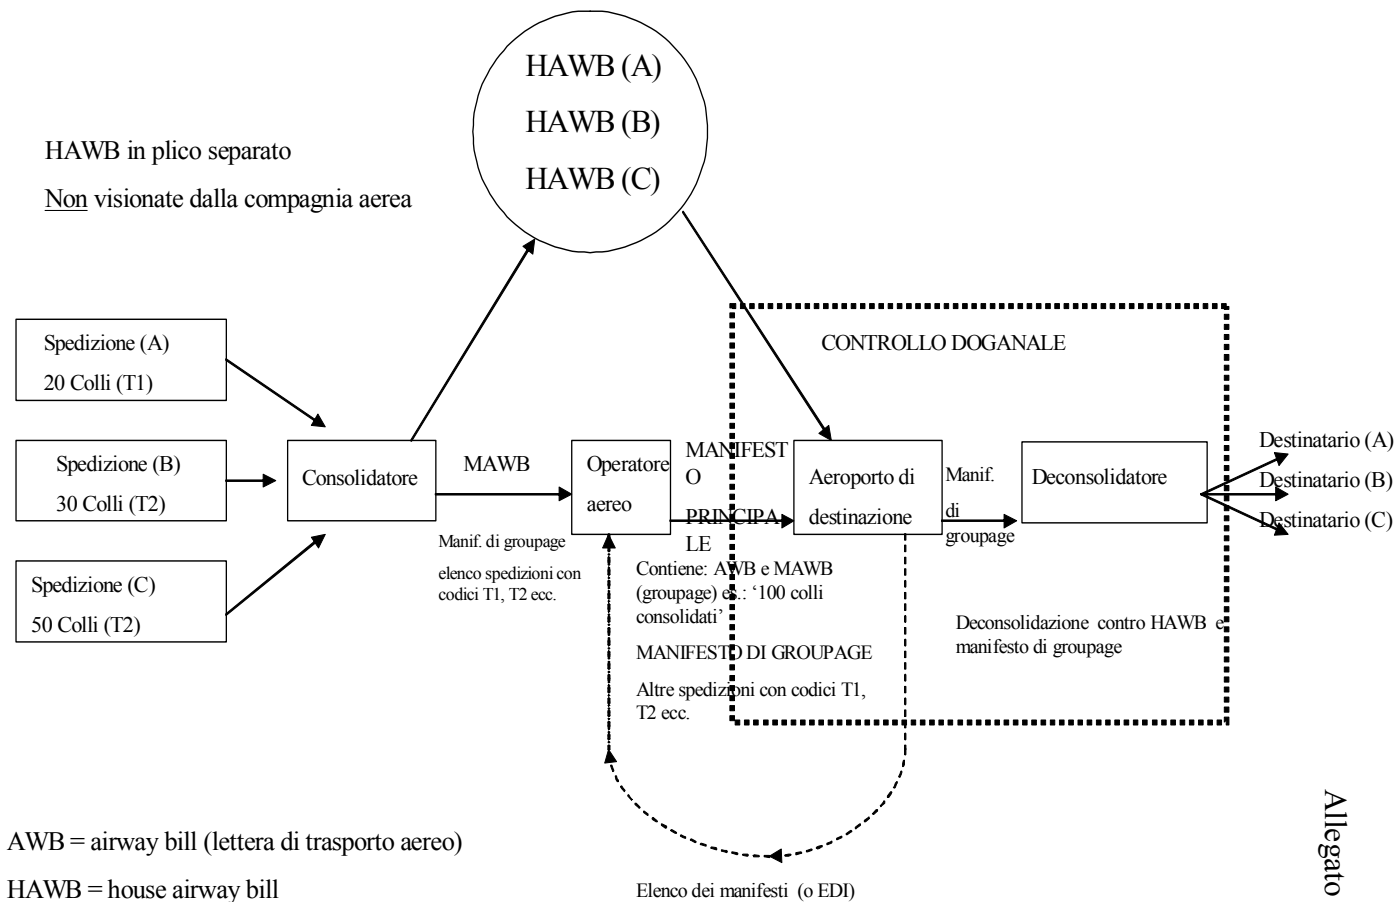 HAWB (A)
HAWB (B)
HAWB (C)
HAWB in plico separato
Non visionate dalla compagnia aerea
Spedizione (A)
20 Colli (T1)
Spedizione (B)
30 Colli (T2)
Spedizione (C)
50 Colli (T2)
Consolidatore
MAWB
Manif. di groupage
elenco spedizioni con
codici T1, T2 ecc.
Operatore
aereo
MANIFEST
O
PRINCIPA
LE
Contiene: AWB e MAWB
(groupage) es.: ‘100 colli
consolidati’
MANIFESTO DI GROUPAGE
Altre spedizioni con codici T1,
T2 ecc.
CONTROLLO DOGANALE
Aeroporto di
destinazione
Manif.
di
groupage
Deconsolidatore
Deconsolidazione contro HAWB e
manifesto di groupage
Destinatario (A)
Destinatario (B)
Destinatario (C)
Elenco dei manifesti (o EDI)
AWB = airway bill (lettera di trasporto aereo)
HAWB = house airway bill
Allegato